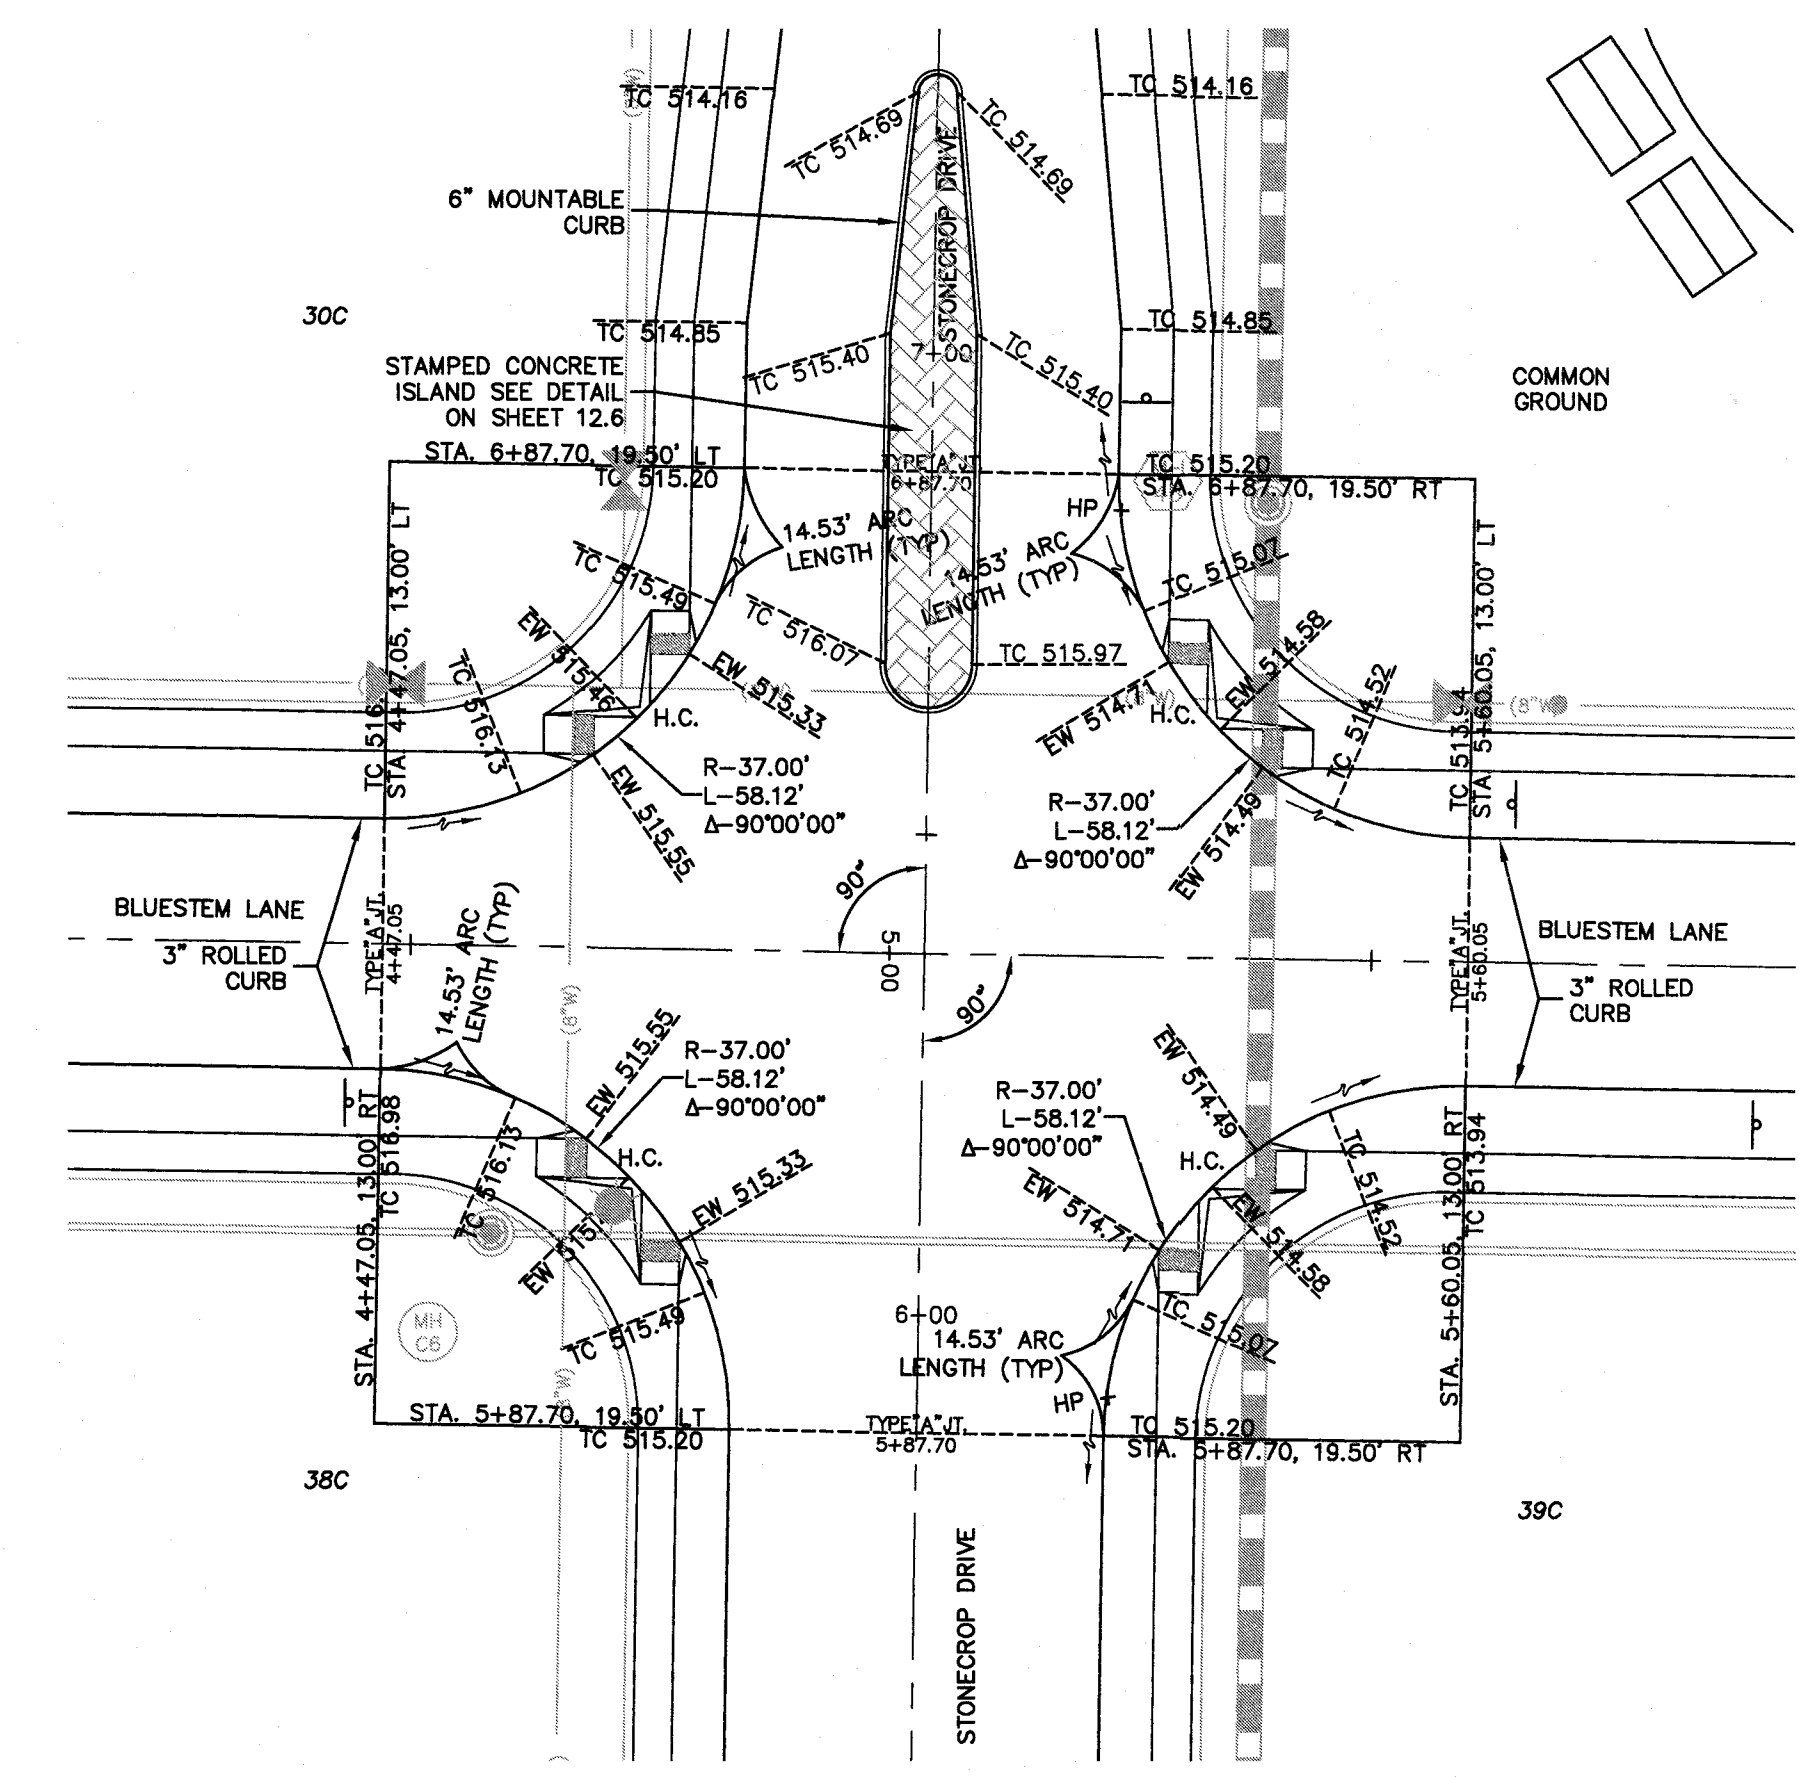 TC 514.16
TC 514.69
STONECROP DRIVE
TC 514.69
TC 514.16
6" MOUNTABLE
CURB
30C
TC 514.85
TC 515.40
7+00
TC 515.40
TC 514.85
STAMPED CONCRETE
ISLAND SEE DETAIL
ON SHEET 12.6
COMMON
GROUND
STA. 6+87.70, 19.50' LT
TC 515.20
TYPE"A"JT.
6+87.70
TC 515.20
STA. 6+87.70, 19.50' RT
HP
14.53' ARC
LENGTH (TYP)
14.53' ARC
LENGTH (TYP)
TC 515.49
TC 515.07
STA. 4+47.05, 13.00' LT
TC 516.
EW 515.46
TC 516.13
TC 516.07
TC 515.97
EW 515.33
H.C.
EW 515.55
EW 514.71
H.C.
EW 514.58
TC 514.52
EW 514.49
TC 513.94
STA. 5+60.05, 13.00' LT
(8"W)
R-37.00'
L-58.12'
Δ-90°00'00"
R-37.00'
L-58.12'
Δ-90°00'00"
90°
BLUESTEM LANE
3" ROLLED
CURB
TYPE"A"JT.
4+47.05
14.53' ARC
LENGTH (TYP)
5+00
90°
TYPE"A"JT.
5+60.05
BLUESTEM LANE
3" ROLLED
CURB
(8"W)
EW 515.55
R-37.00'
L-58.12'
Δ-90°00'00"
EW 514.49
R-37.00'
L-58.12'
Δ-90°00'00"
STA. 4+47.05, 13.00' RT
TC 516.98
TC 516.13
H.C.
EW 515.33
EW 515.
EW 514.71
H.C.
EW 514.58
TC 514.52
STA. 5+60.05, 13.00' RT
TC 513.94
MH
C6
TC 515.49
6+00
14.53' ARC
LENGTH (TYP)
TC 515.07
HP
STA. 5+87.70, 19.50' LT
TC 515.20
TYPE"A"JT.
5+87.70
TC 515.20
STA. 5+87.70, 19.50' RT
38C
39C
STONECROP DRIVE